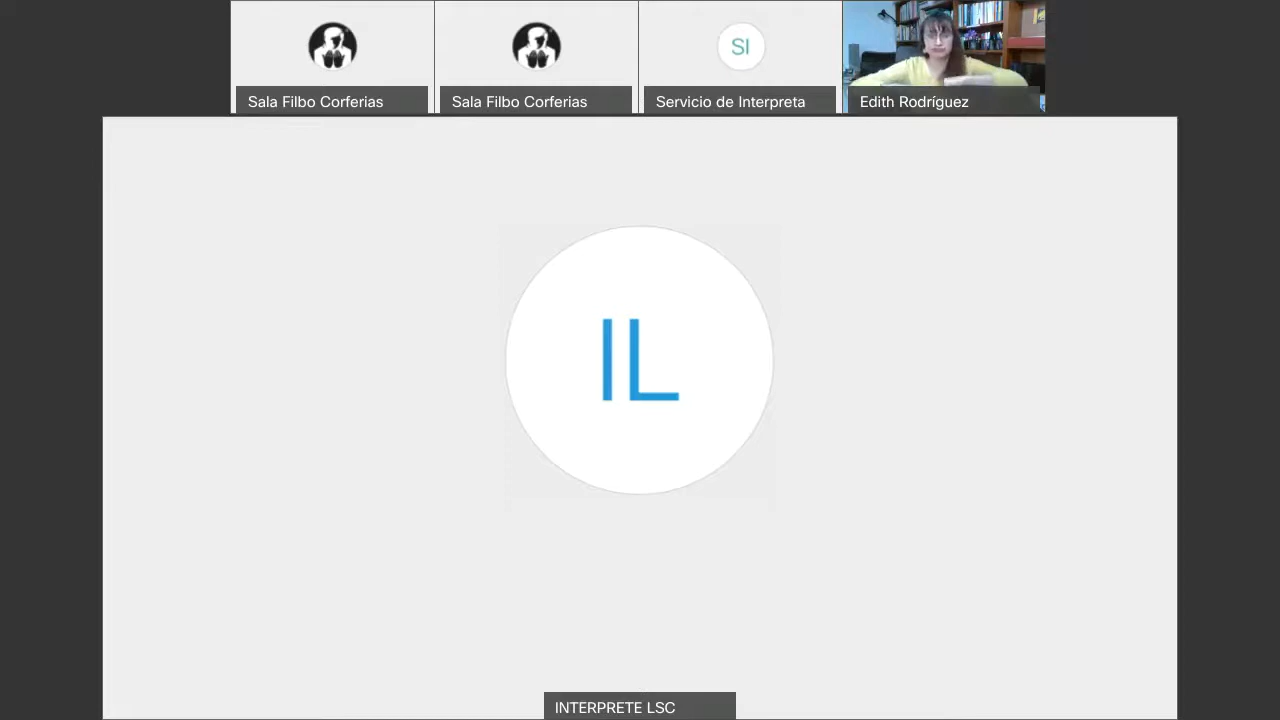 SI
Sala Filbo Corferias
Sala Filbo Corferias
Servicio de Interpreta
Edith Rodríguez
IL
INTERPRETE LSC